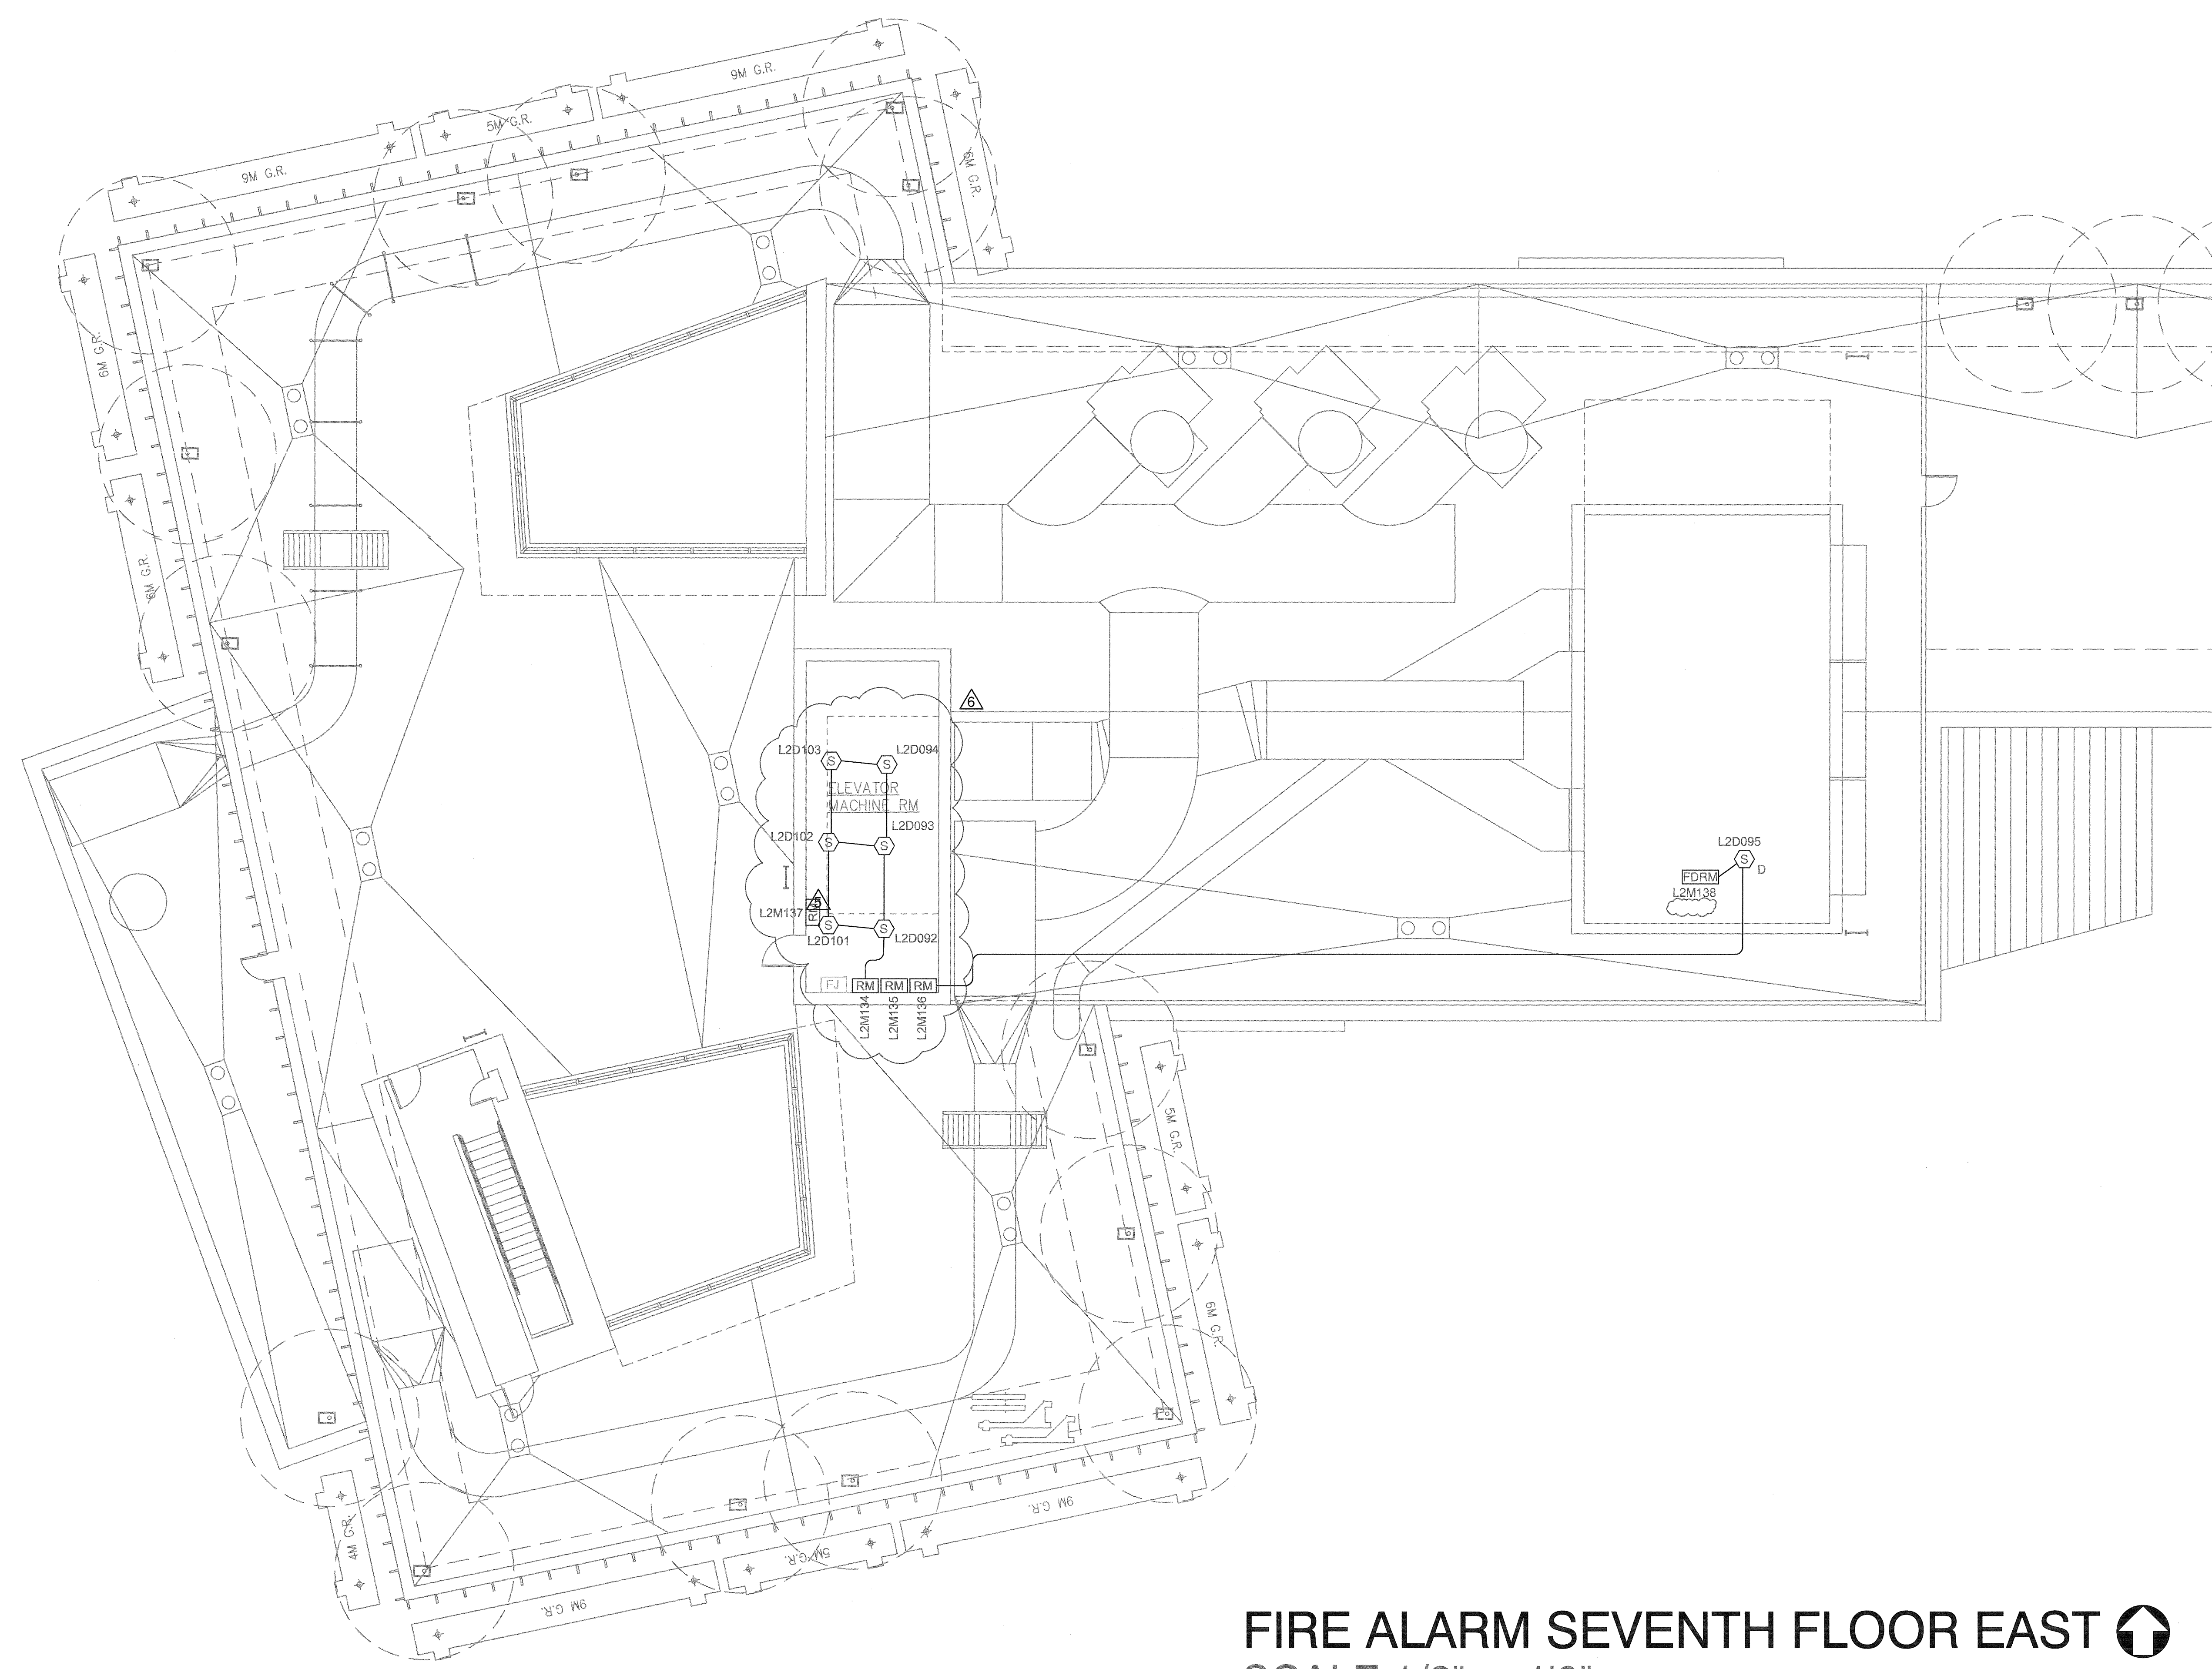 9M G.R.
5M G.R.
9M G.R.
6M G.R.
6M G.R.
6M G.R.
6
L2D103
L2D094
S
S
ELEVATOR
MACHINE RM
L2D102
L2D093
S
S
L2D095
S
D
FDRM
L2M138
5
L2M137
RM
S
S
L2D101
L2D092
FJ
RM
RM
RM
L2M134
L2M135
L2M136
5M G.R.
6M G.R.
4M G.R.
9M G.R.
5M G.R.
9M G.R.
FIRE ALARM SEVENTH FLOOR EAST